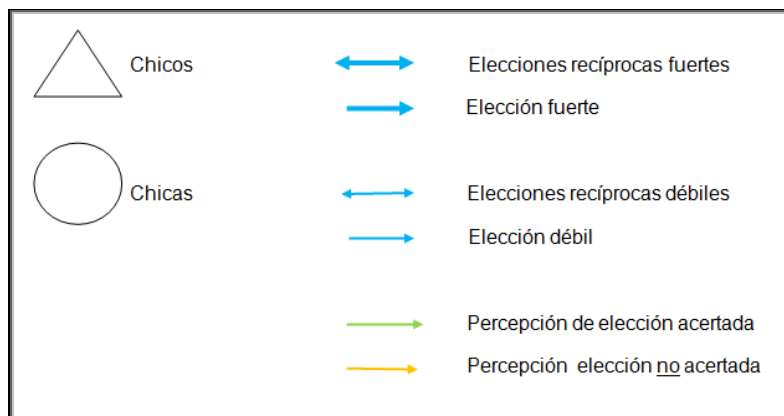 Chicos
Elecciones recíprocas fuertes
Elección fuerte
Chicas
Elecciones recíprocas débiles
Elección débil
Percepción de elección acertada
Percepción elección no acertada